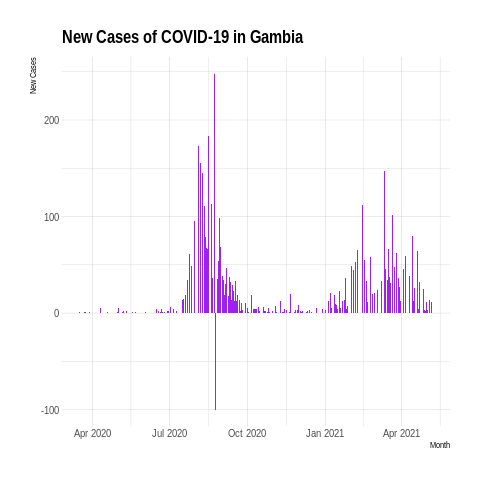 New Cases of COVID-19 in Gambia
New Cases
200
100
0
-100
Apr 2020 Jul 2020 Oct 2020 Jan 2021 Apr 2021
Month